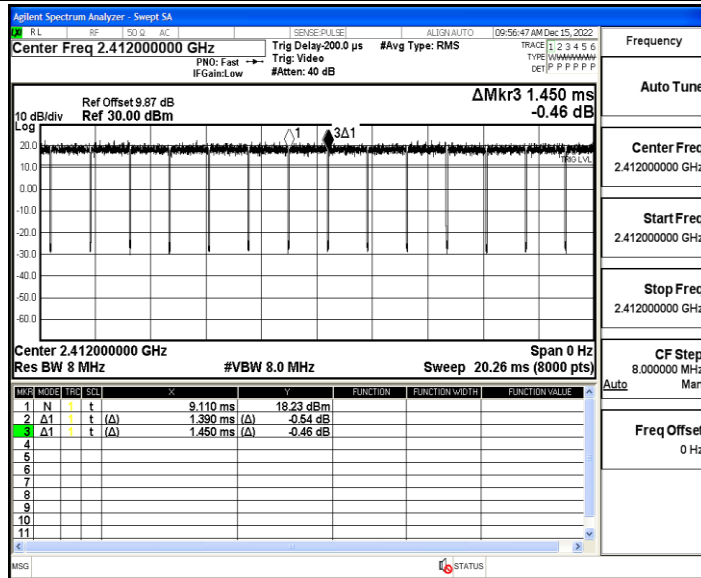 Agilent Spectrum Analyzer - Swept SA
RL RF 50 Ω AC SENSE:PULSE ALIGN AUTO 09:56:47 AM Dec 15, 2022
Center Freq 2.412000000 GHz
PNO: Fast
IFGain:Low
Trig Delay-200.0 µs
Trig: Video
#Atten: 40 dB
#Avg Type: RMS
TRACE 1 2 3 4 5 6
TYPE WWWWWW
DET P P P P P P
Frequency
Auto Tune
Ref Offset 9.87 dB
10 dB/div Ref 30.00 dBm
ΔMkr3 1.450 ms
-0.46 dB
Log
1
3Δ1
TRIG LVL
20.0
10.0
0.00
-10.0
-20.0
-30.0
-40.0
-50.0
-60.0
Center Freq
2.412000000 GHz
Start Freq
2.412000000 GHz
Stop Freq
2.412000000 GHz
Center 2.412000000 GHz Span 0 Hz
Res BW 8 MHz #VBW 8.0 MHz Sweep 20.26 ms (8000 pts)
CF Step
8.000000 MHz
Auto Man
Freq Offset
0 Hz
MKR MODE TRC SCL X Y FUNCTION FUNCTION WIDTH FUNCTION VALUE
1 N 1 t 9.110 ms 18.23 dBm
2 Δ1 1 t (Δ) 1.390 ms (Δ) -0.54 dB
3 Δ1 1 t (Δ) 1.450 ms (Δ) -0.46 dB
4
5
6
7
8
9
10
11
MSG STATUS